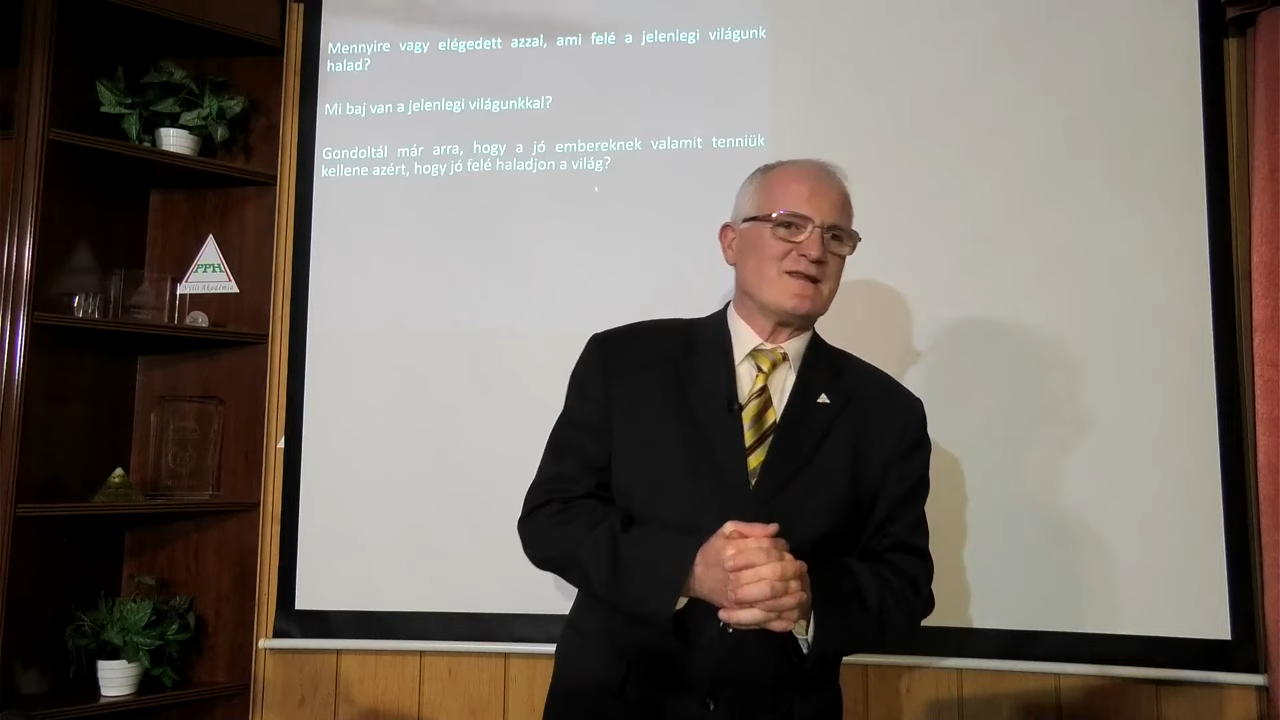 Mennyire vagy elégedett azzal, ami felé a jelenlegi világunk
halad?
Mi baj van a jelenlegi világunkkal?
Gondoltál már arra, hogy a jó embereknek valamit tenniük
kellene azért, hogy jó felé haladjon a világ?
PPH
Nyílt Akadémia